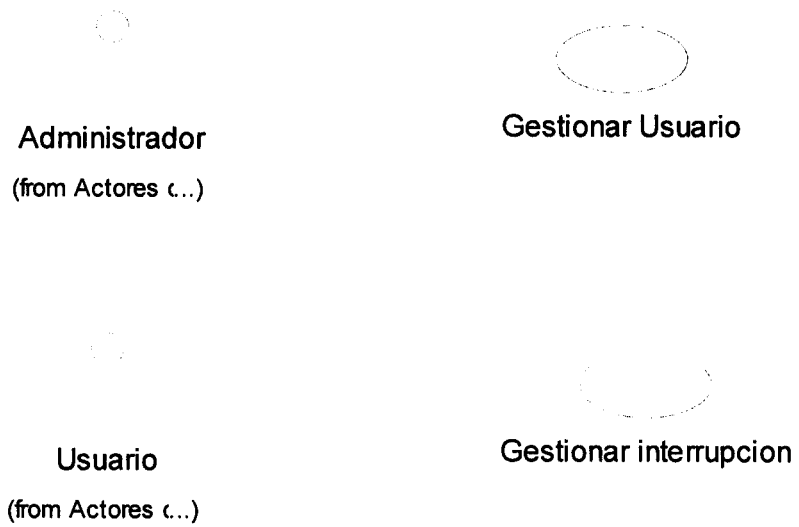 Administrador
(from Actores c...)
Gestionar Usuario
Usuario
(from Actores c...)
Gestionar interrupcion